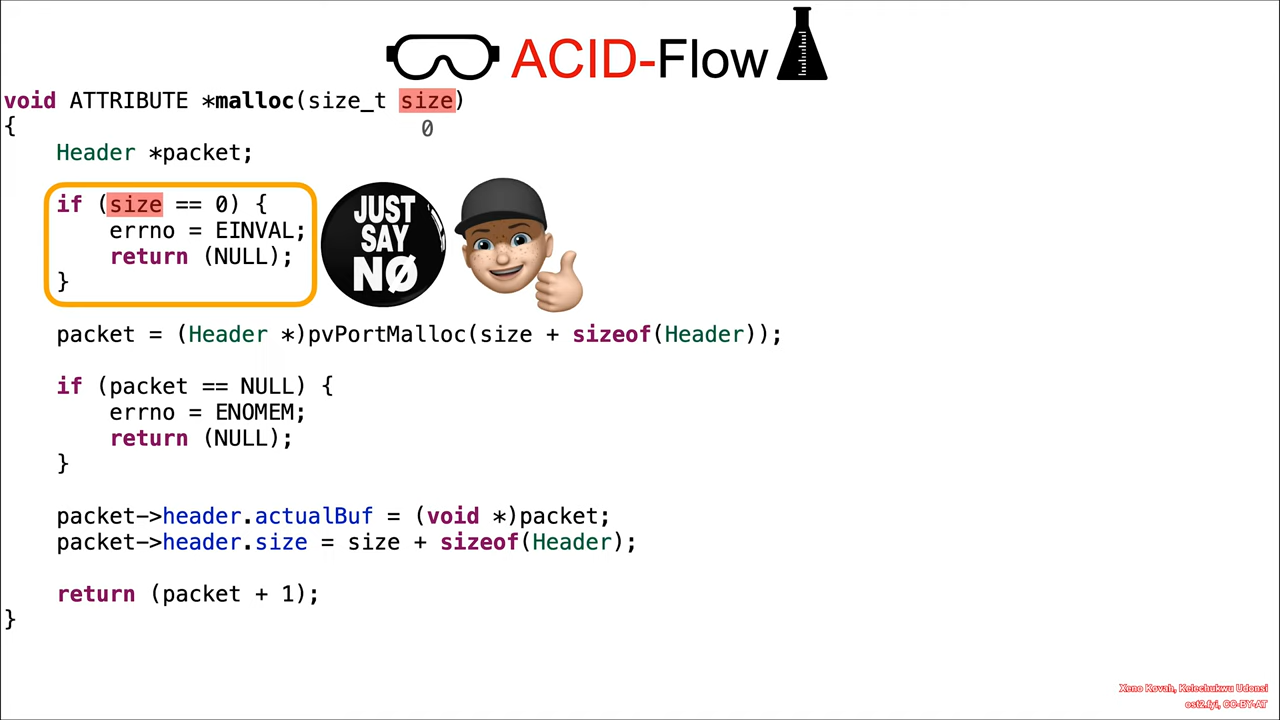 ACID-Flow
void ATTRIBUTE *malloc(size_t size)
{
0
Header *packet;
if (size == 0) {
errno = EINVAL;
return (NULL);
}
JUST
SAY
NØ
packet = (Header *)pvPortMalloc(size + sizeof(Header));
if (packet == NULL) {
errno = ENOMEM;
return (NULL);
}
packet->header.actualBuf = (void *)packet;
packet->header.size = size + sizeof(Header);
return (packet + 1);
}
Xeno Kovah, Kelechukwu Udonsi
ost2.fyi, CC-BY-AT